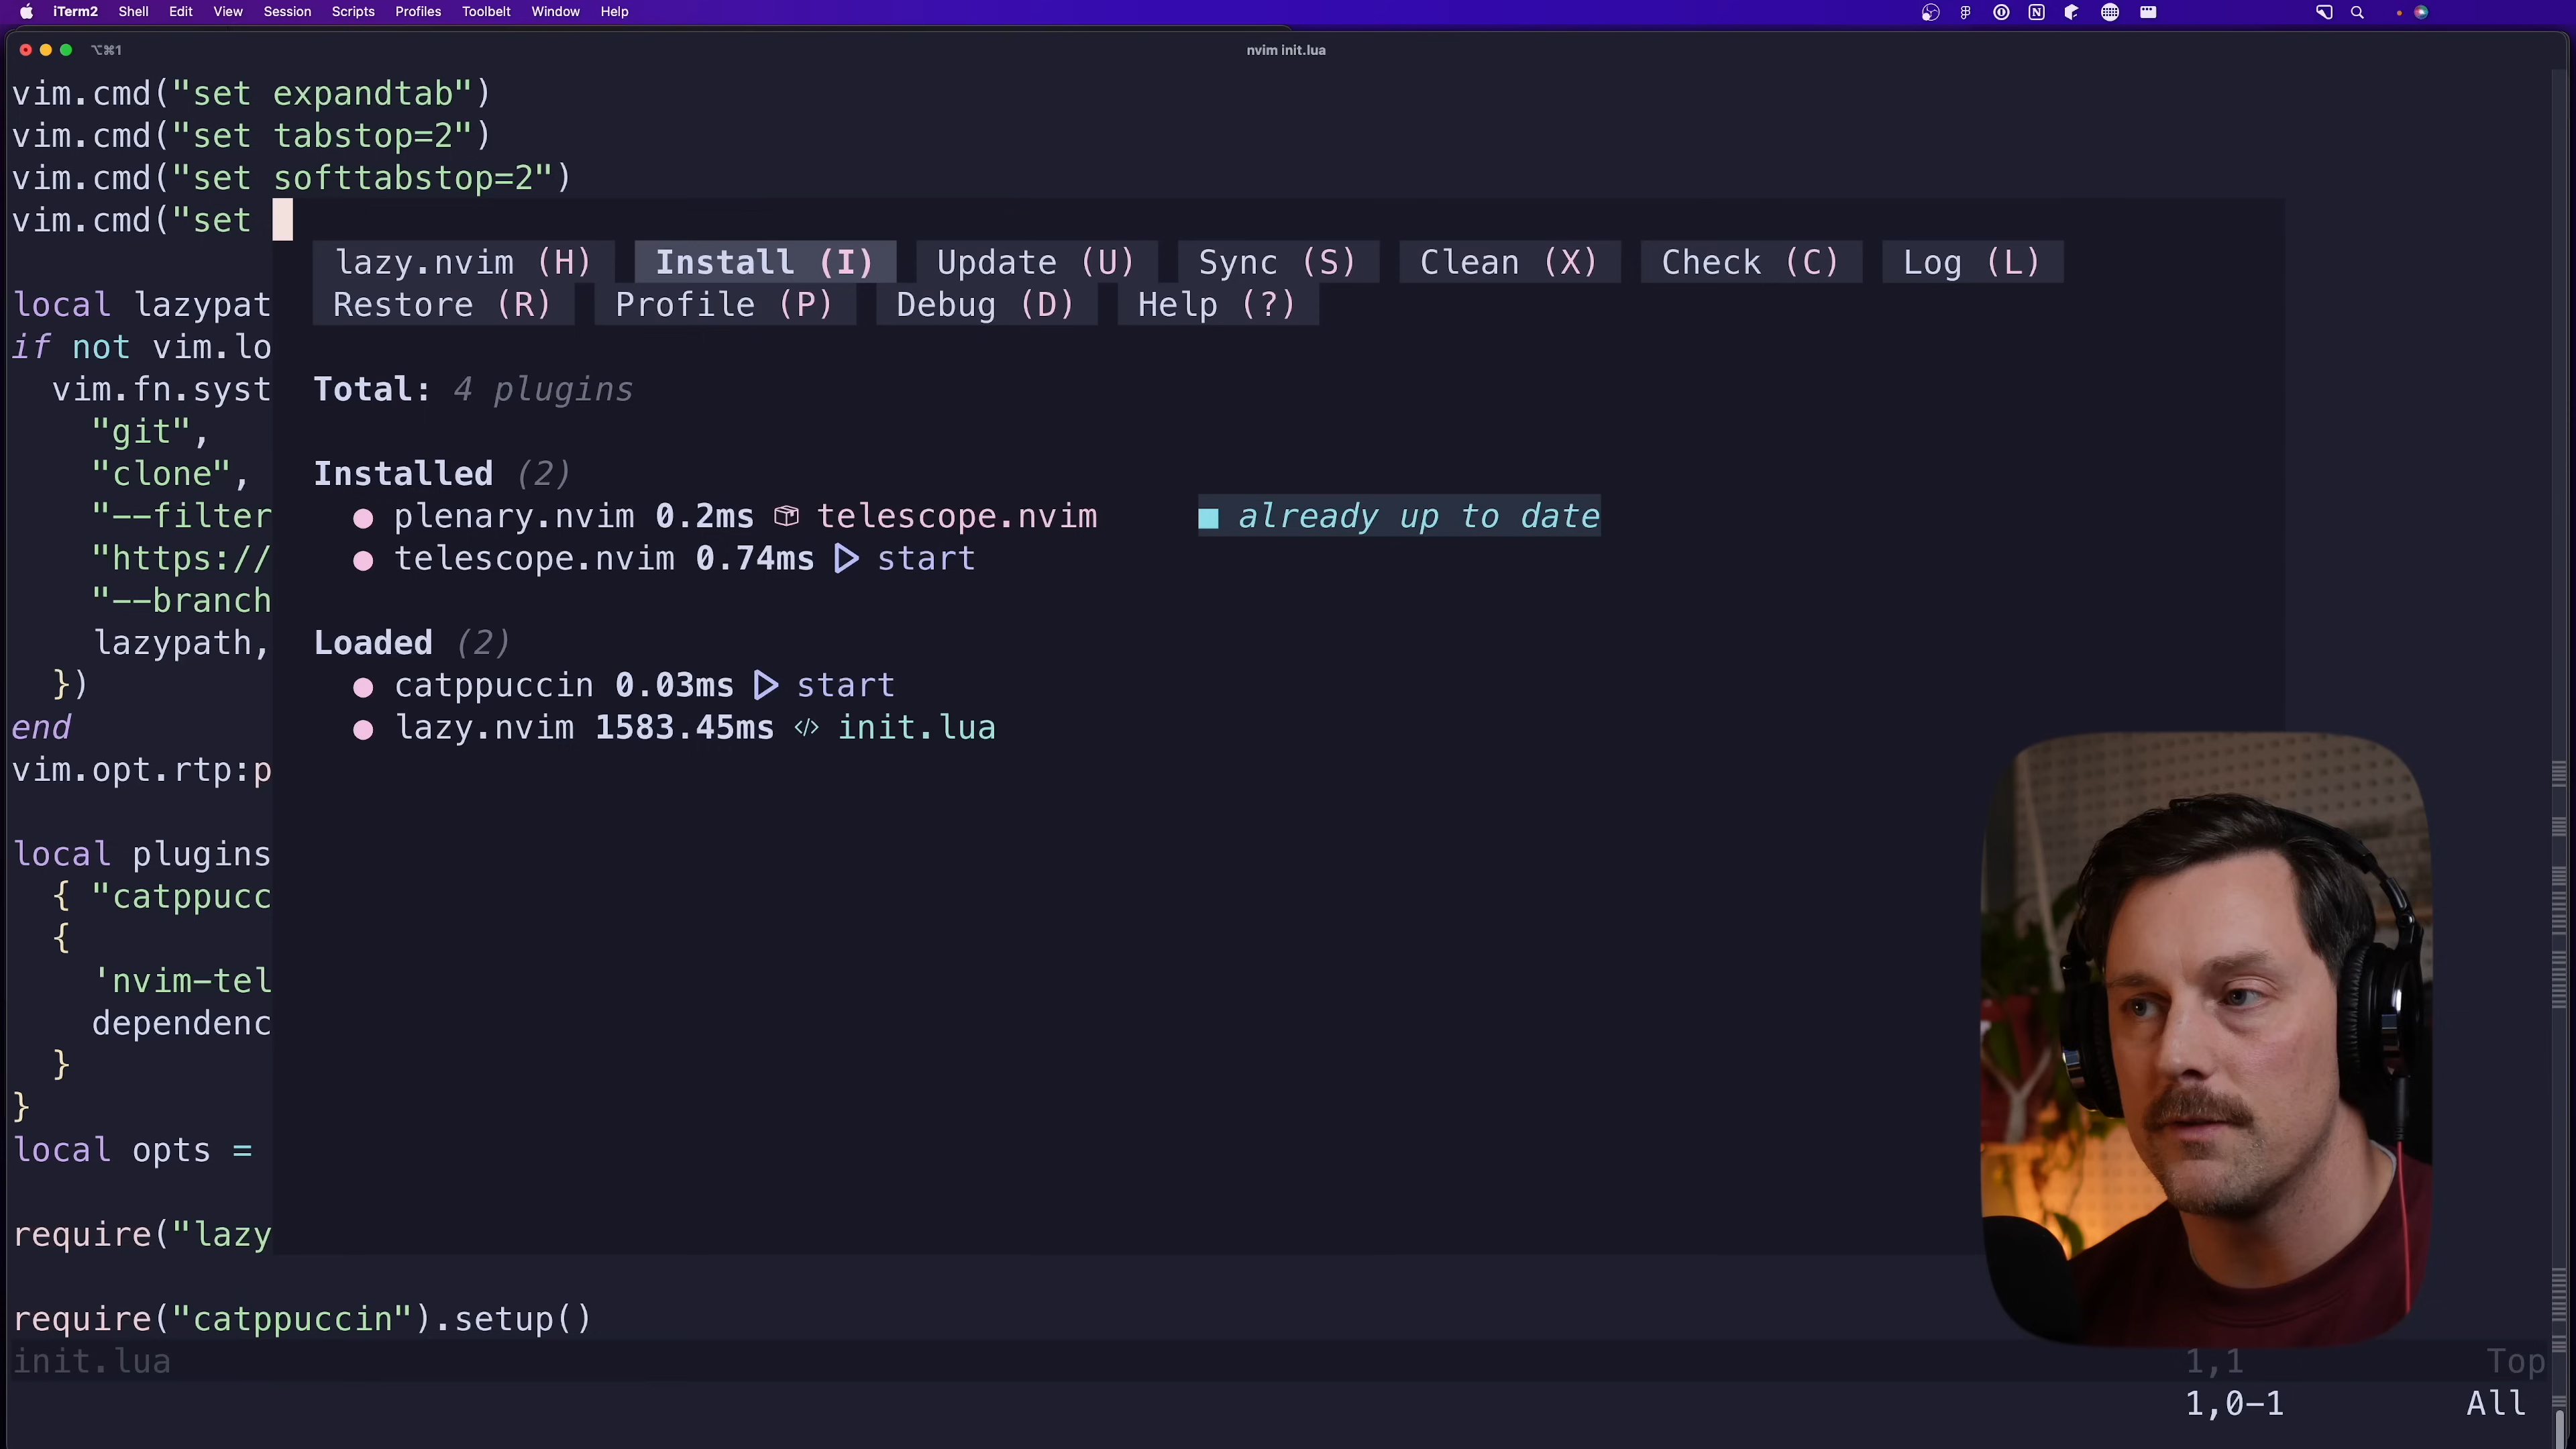 iTerm2 Shell Edit View Session Scripts Profiles Toolbelt Window Help
⌥⌘1 nvim init.lua
vim.cmd("set expandtab")
vim.cmd("set tabstop=2")
vim.cmd("set softtabstop=2")
vim.cmd("set
lazy.nvim (H) Install (I) Update (U) Sync (S) Clean (X) Check (C) Log (L)
local lazypat Restore (R) Profile (P) Debug (D) Help (?)
if not vim.lo
vim.fn.syst Total: 4 plugins
"git",
"clone", Installed (2)
"--filter ● plenary.nvim 0.2ms telescope.nvim ■ already up to date
"https:// ● telescope.nvim 0.74ms start
"--branch
lazypath, Loaded (2)
}) ● catppuccin 0.03ms start
end ● lazy.nvim 1583.45ms </> init.lua
vim.opt.rtp:p
local plugins
{ "catppucc
{
'nvim-tel
dependenc
}
}
local opts =
require("lazy
require("catppuccin").setup()
init.lua 1,1 Top
1,0-1 All